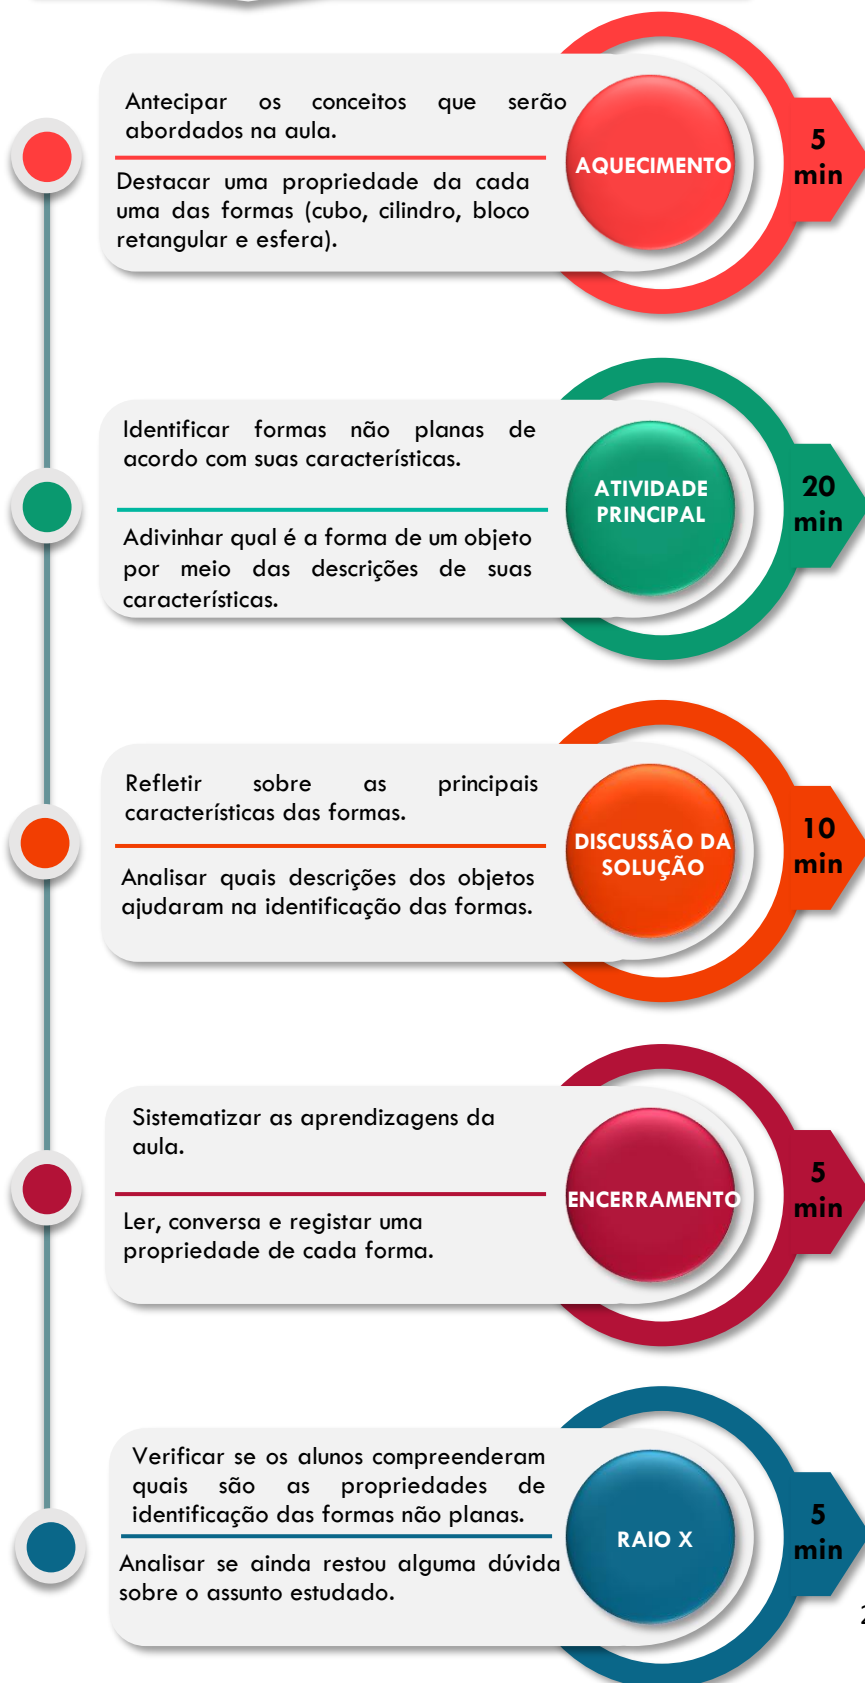 Antecipar os conceitos que serão
abordados na aula.
Destacar uma propriedade da cada
uma das formas (cubo, cilindro, bloco
retangular e esfera).
AQUECIMENTO
5
min
Identificar formas não planas de
acordo com suas características.
Adivinhar qual é a forma de um objeto
por meio das descrições de suas
características.
ATIVIDADE
PRINCIPAL
20
min
Refletir sobre as principais
características das formas.
Analisar quais descrições dos objetos
ajudaram na identificação das formas.
DISCUSSÃO DA
SOLUÇÃO
10
min
Sistematizar as aprendizagens da
aula.
Ler, conversa e registar uma
propriedade de cada forma.
ENCERRAMENTO
5
min
Verificar se os alunos compreenderam
quais são as propriedades de
identificação das formas não planas.
Analisar se ainda restou alguma dúvida
sobre o assunto estudado.
RAIO X
5
min